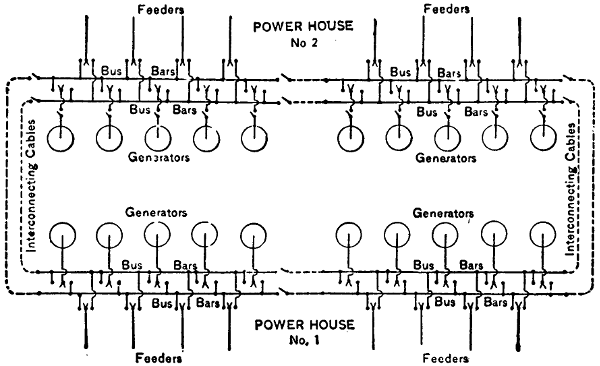 Feeders
POWER HOUSE
No 2
Feeders
Bus Bars
Bus Bars
Bus Bars
Bus Bars
Generators
Generators
Interconnecting Cables
Interconnecting Cables
Generators
Generators
Bus Bars
Bus Bars
Bus Bars
Bus Bars
POWER HOUSE
No. 1
Feeders
Feeders